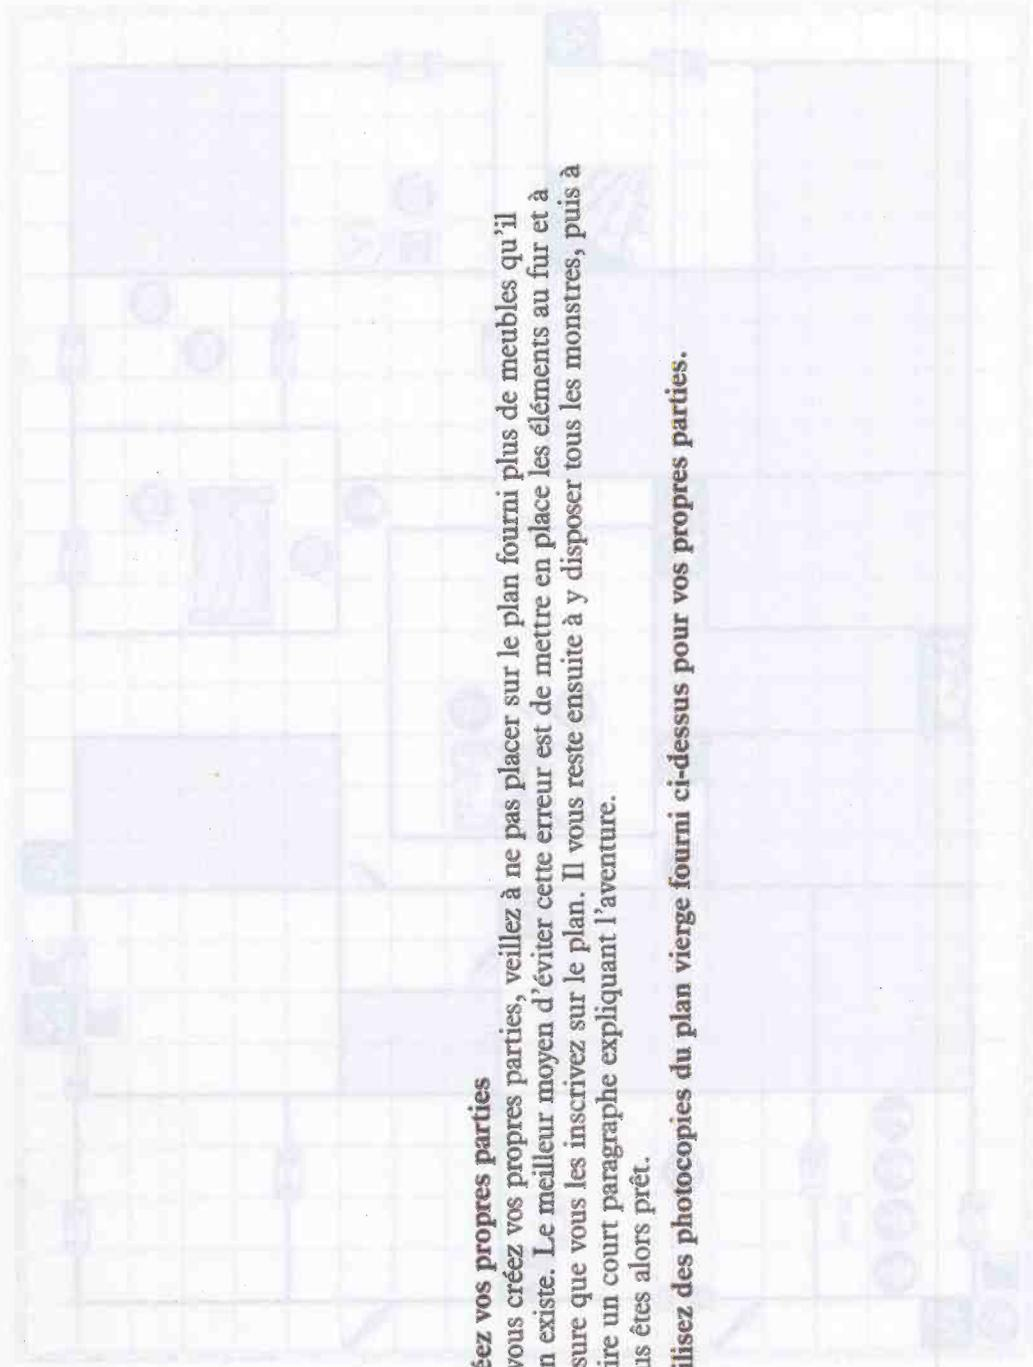 éez vos propres parties
vous créez vos propres parties, veillez à ne pas placer sur le plan fourni plus de meubles qu'il
n existe. Le meilleur moyen d'éviter cette erreur est de mettre en place les éléments au fur et à
sure que vous les inscrivez sur le plan. Il vous reste ensuite à y disposer tous les monstres, puis à
ire un court paragraphe expliquant l'aventure.
us êtes alors prêt.
ilisez des photocopies du plan vierge fourni ci-dessus pour vos propres parties.